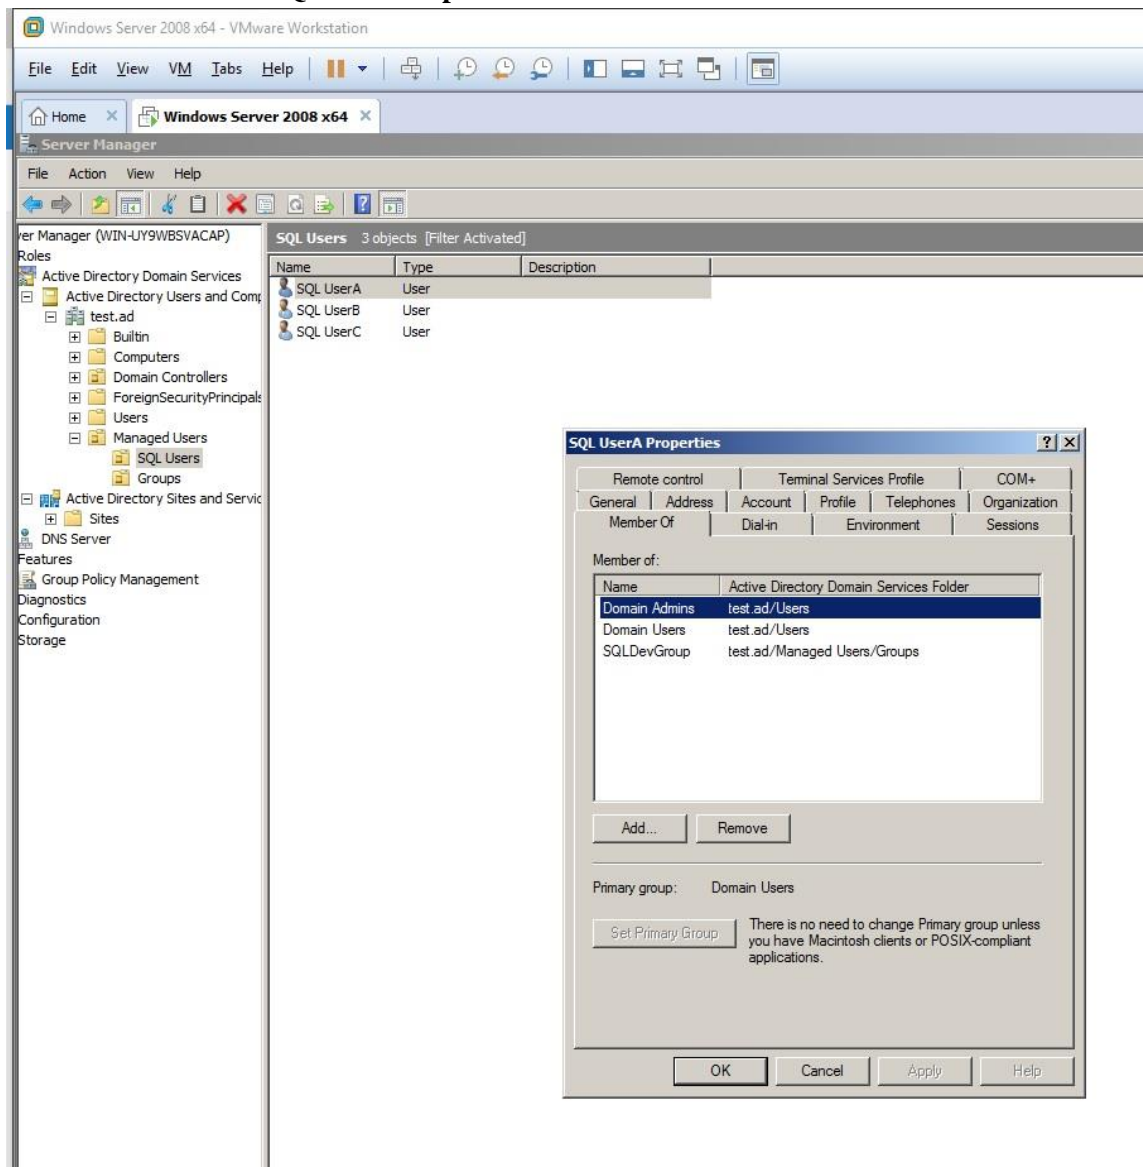 Windows Server 2008 x64 - VMware Workstation
File Edit View VM Tabs Help
Home Windows Server 2008 x64
Server Manager
File Action View Help
ver Manager (WIN-UY9WBSVACAP)
Roles
Active Directory Domain Services
Active Directory Users and Comp
test.ad
Builtin
Computers
Domain Controllers
ForeignSecurityPrincipals
Users
Managed Users
SQL Users
Groups
Active Directory Sites and Servic
Sites
DNS Server
Features
Group Policy Management
Diagnostics
Configuration
Storage
SQL Users 3 objects [Filter Activated]
Name Type Description
SQL UserA User
SQL UserB User
SQL UserC User
SQL UserA Properties
Remote control Terminal Services Profile COM+
General Address Account Profile Telephones Organization
Member Of Dial-in Environment Sessions
Member of:
Name Active Directory Domain Services Folder
Domain Admins test.ad/Users
Domain Users test.ad/Users
SQLDevGroup test.ad/Managed Users/Groups
Add... Remove
Primary group: Domain Users
Set Primary Group
There is no need to change Primary group unless
you have Macintosh clients or POSIX-compliant
applications.
OK Cancel Apply Help